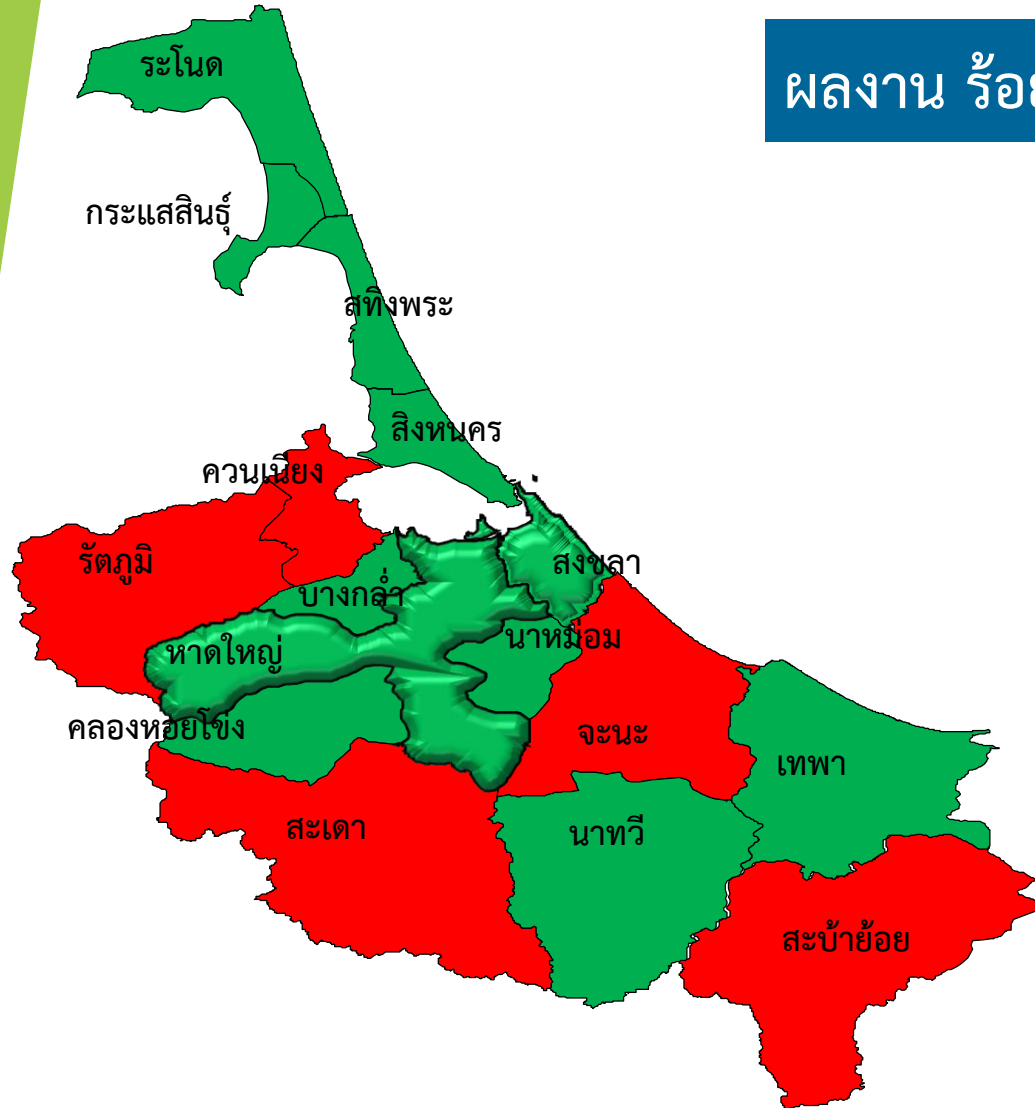 ระโนด
ผลงาน ร้อย
กระแสสินธุ์
สทิงพระ
สิงหนคร
ควนเนียง
รัตภูมิ
สงขลา
บางกล่ำ
นาหม่อม
หาดใหญ่
คลองหอยโข่ง
จะนะ
เทพา
สะเดา
นาทวี
สะบ้าย้อย